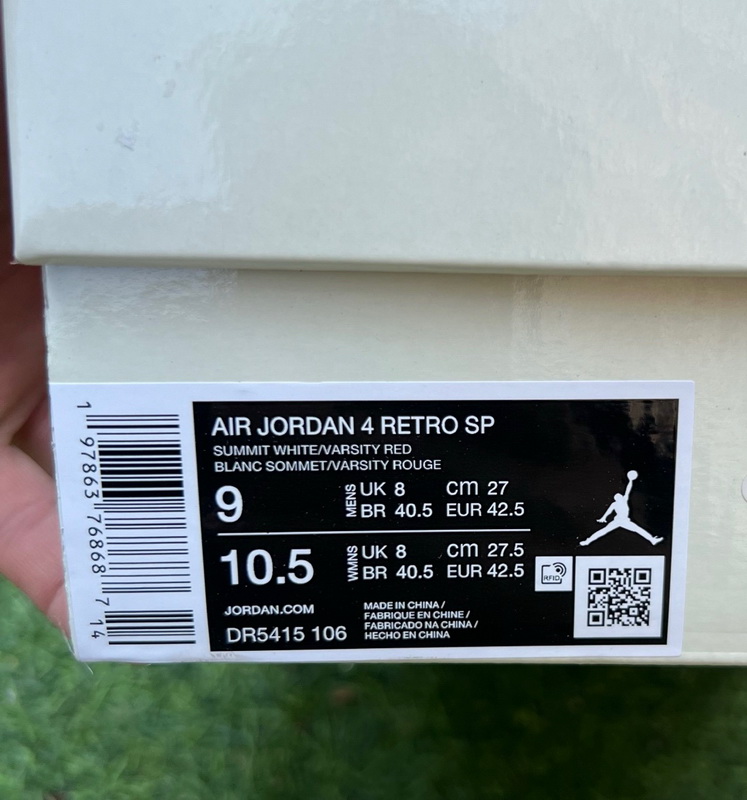 AIR JORDAN 4 RETRO SP
SUMMIT WHITE/VARSITY RED
BLANC SOMMET/VARSITY ROUGE
9 MENS UK 8 CM 27
BR 40.5 EUR 42.5
10.5 WMNS UK 8 CM 27.5
BR 40.5 EUR 42.5
RFID
JORDAN.COM
DR5415 106
MADE IN CHINA /
FABRIQUE EN CHINE /
FABRICADO NA CHINA /
HECHO EN CHINA
1 97863 76868 7 14